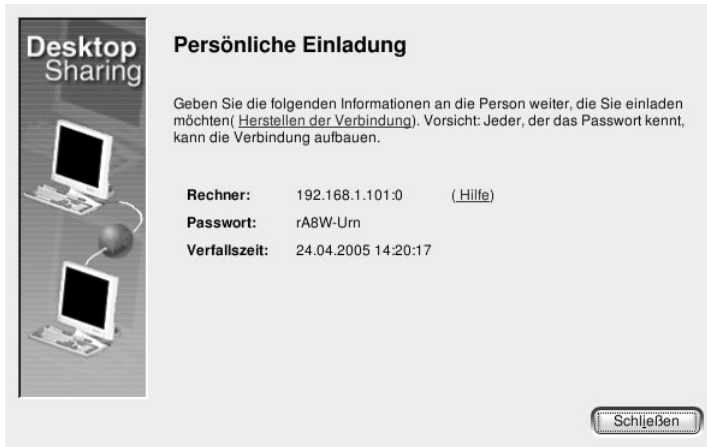 Desktop
Sharing
Persönliche Einladung
Geben Sie die folgenden Informationen an die Person weiter, die Sie einladen
möchten( Herstellen der Verbindung). Vorsicht: Jeder, der das Passwort kennt,
kann die Verbindung aufbauen.
Rechner: 192.168.1.101:0 ( Hilfe)
Passwort: rA8W-Urn
Verfallszeit: 24.04.2005 14:20:17
Schließen